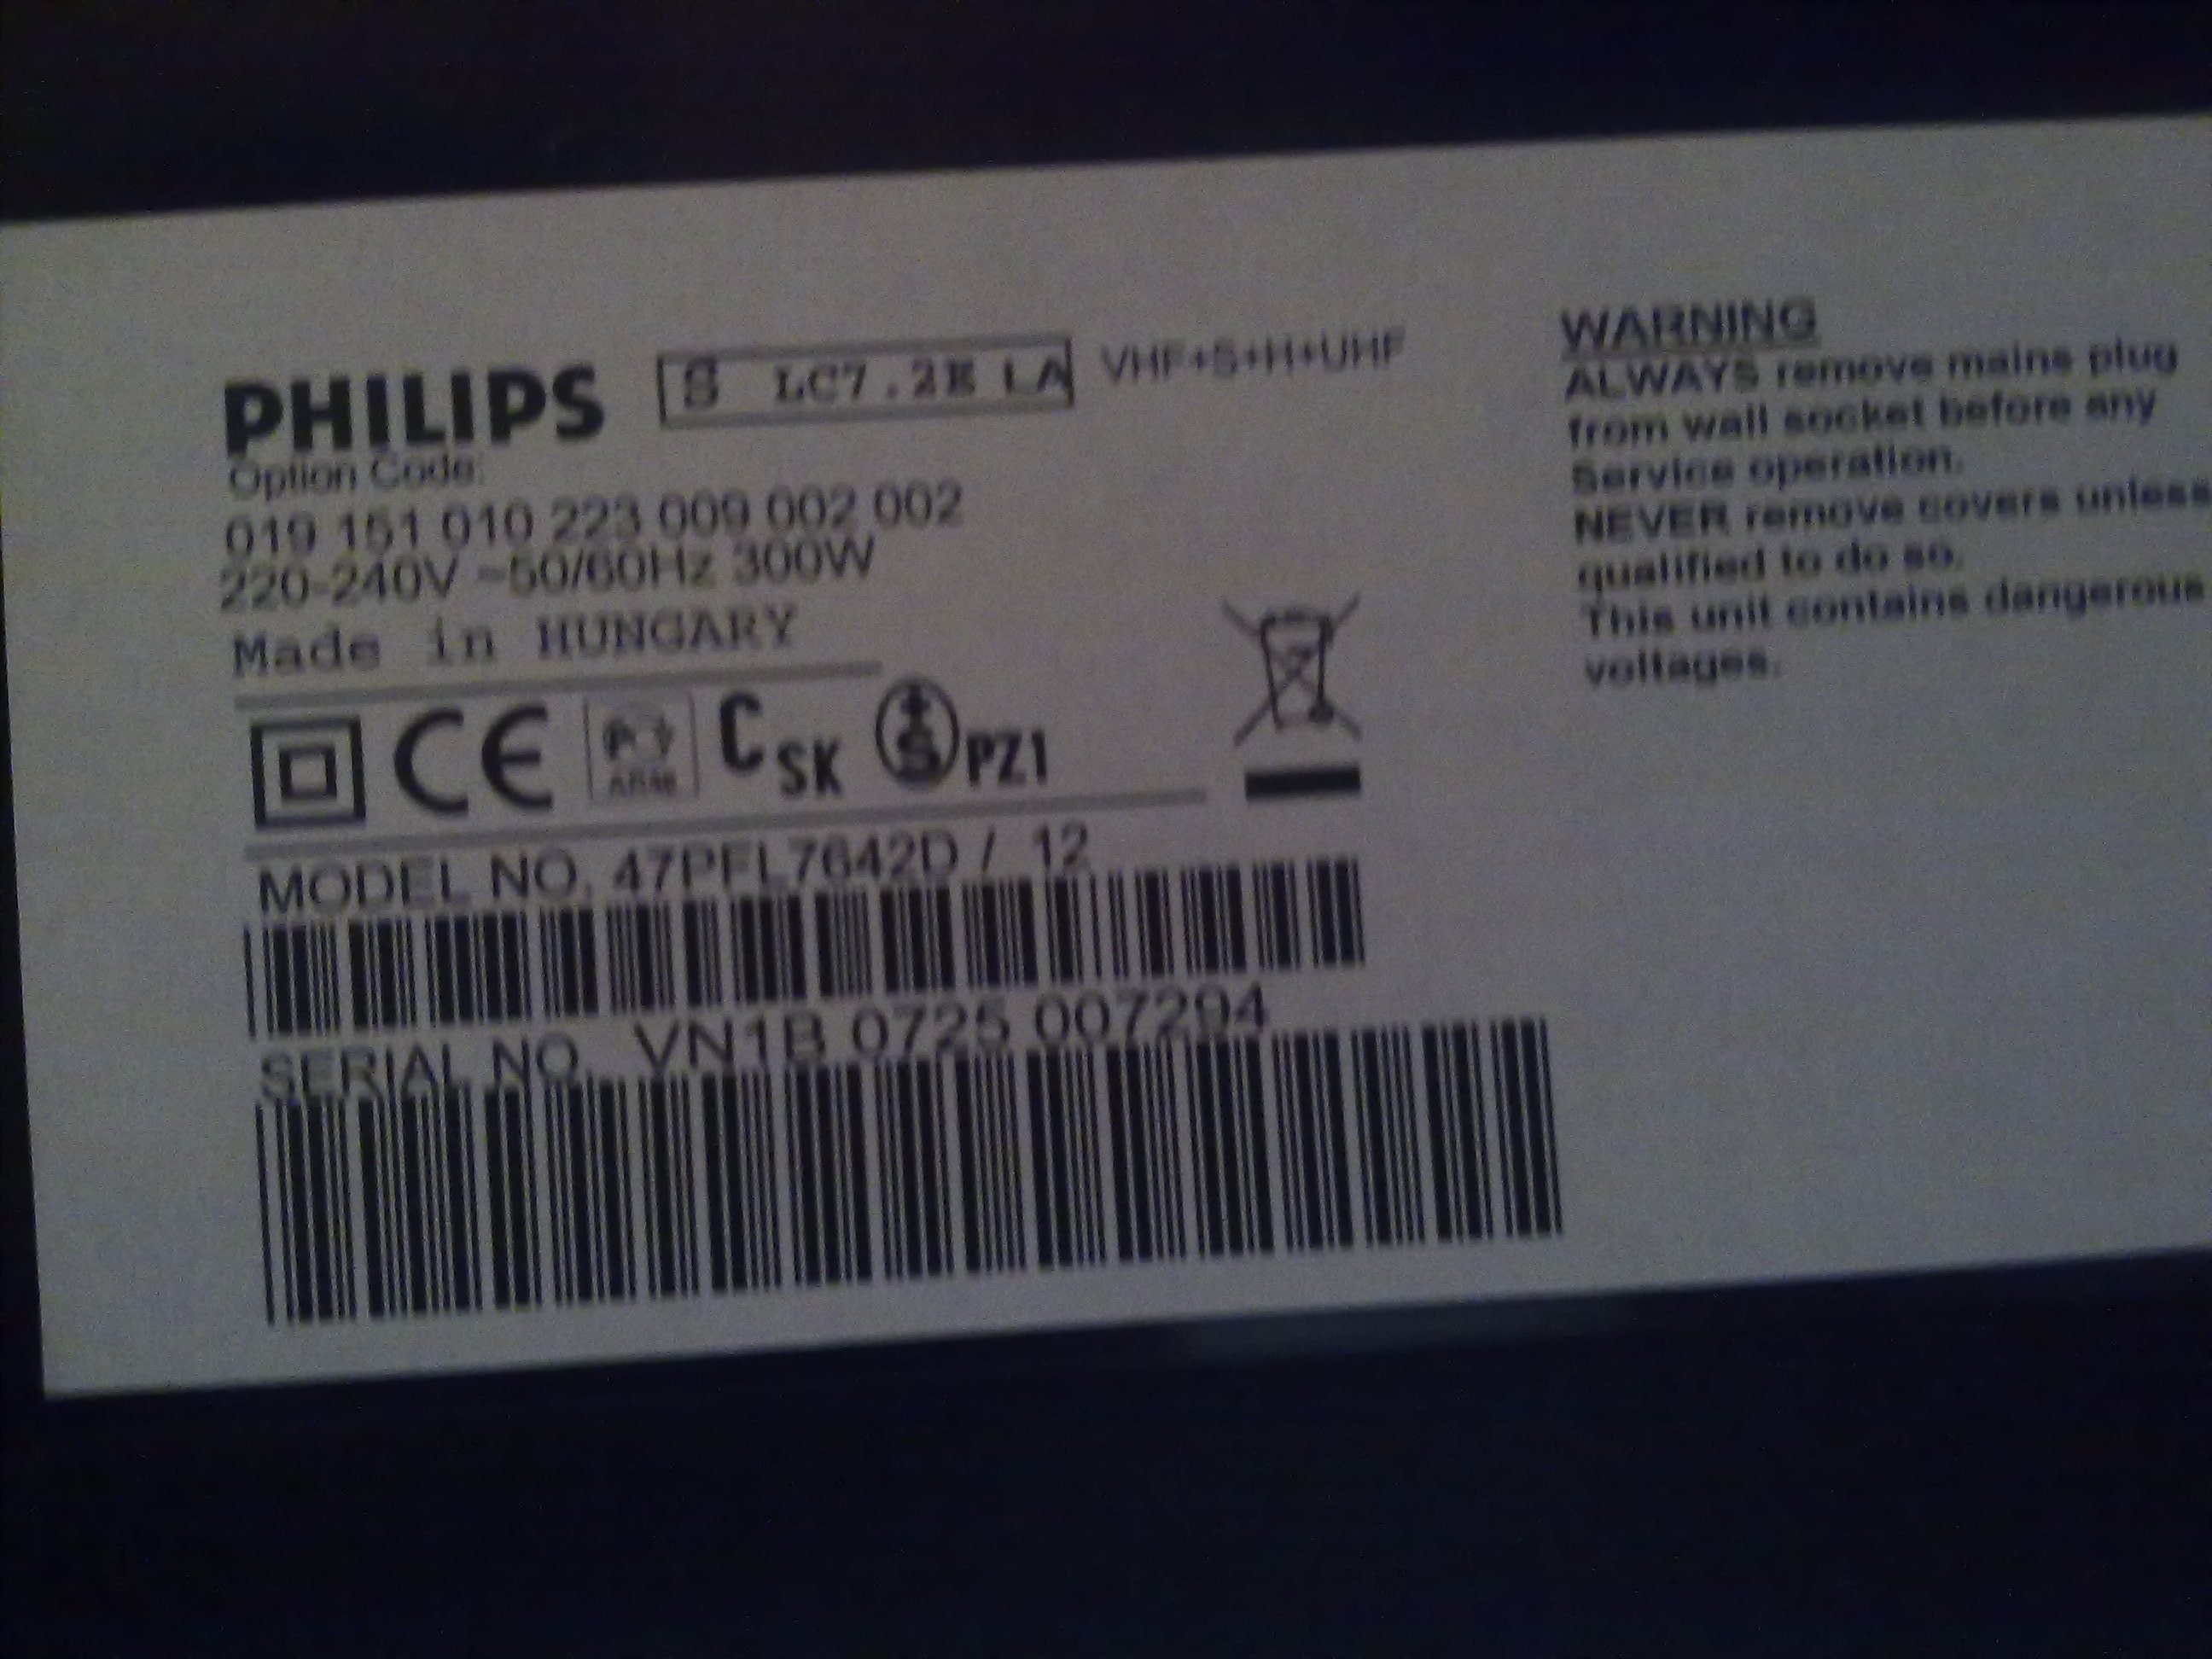 PHILIPS S LC7.2E LA VHF+S+H+UHF
Option Code:
019 151 010 223 009 002 002
220-240V ~50/60Hz 300W
Made in HUNGARY
CE C SK S PZ1
MODEL NO. 47PFL7642D / 12
SERIAL NO. VN1B 0725 007294
WARNING
ALWAYS remove mains plug
from wall socket before any
Service operation.
NEVER remove covers unless
qualified to do so.
This unit contains dangerous
voltages.